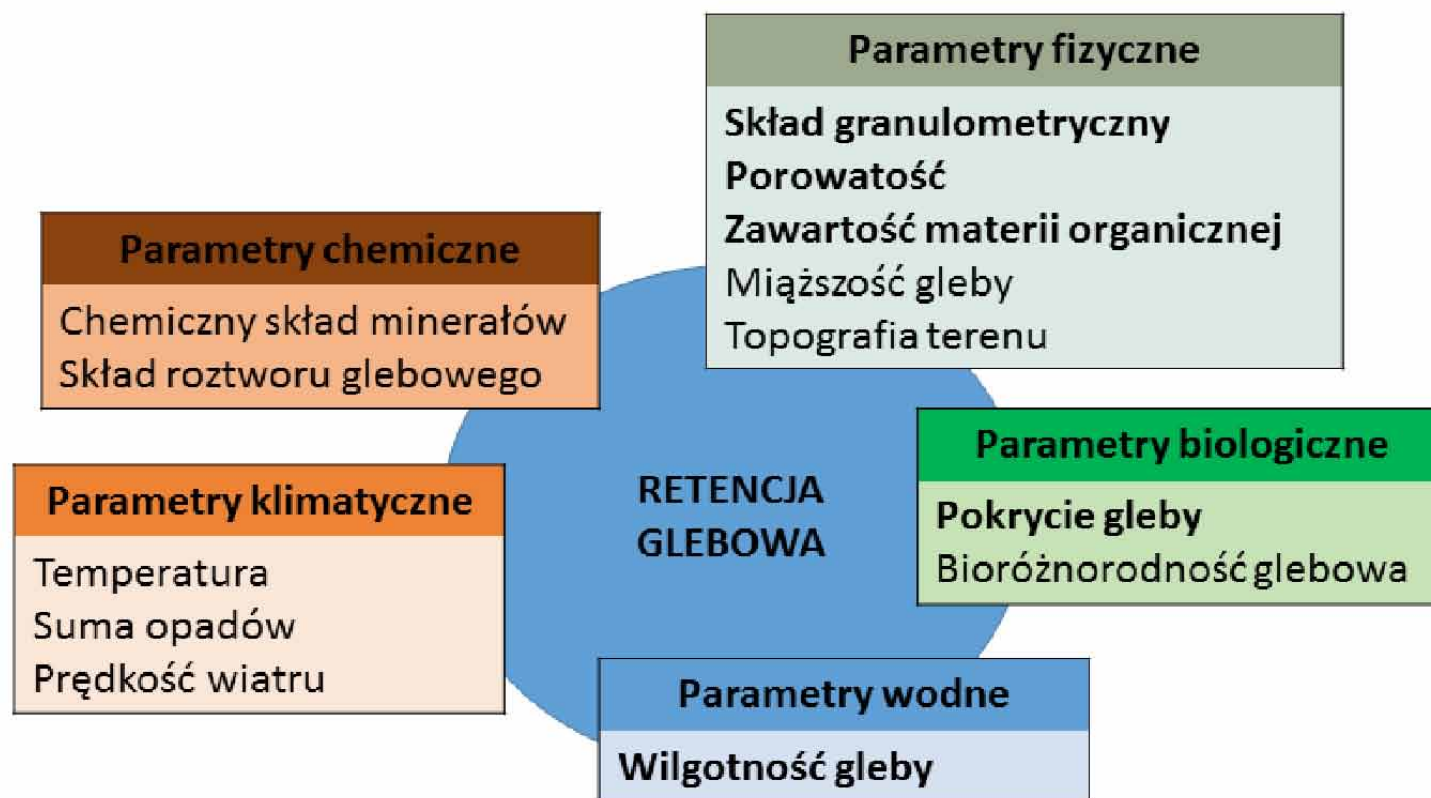 Parametry fizyczne
Skład granulometryczny
Porowatość
Zawartość materii organicznej
Miąższość gleby
Topografia terenu
Parametry chemiczne
Chemiczny skład minerałów
Skład roztworu glebowego
Parametry klimatyczne
Temperatura
Suma opadów
Prędkość wiatru
RETENCJA
GLEBOWA
Parametry biologiczne
Pokrycie gleby
Bioróżnorodność glebowa
Parametry wodne
Wilgotność gleby